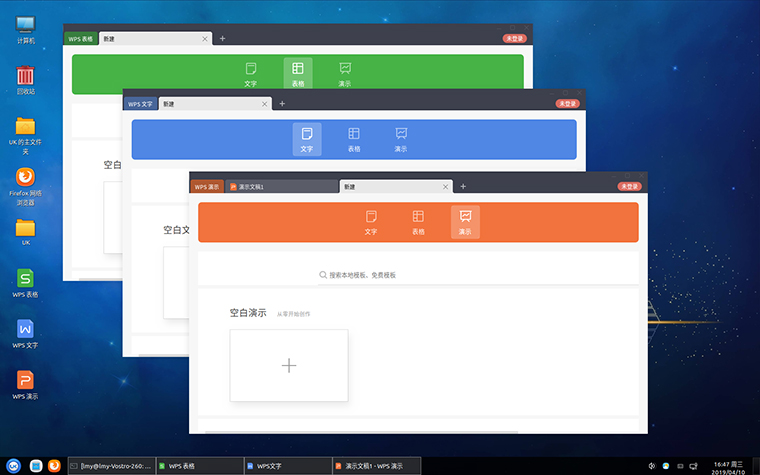 计算机
回收站
UK 的主文件
夹
Firefox 网络
浏览器
UK
WPS 表格
WPS 文字
WPS 演示
WPS 表格
新建
未登录
文字
表格
演示
空白
WPS 文字
新建
未登录
文字
表格
演示
空白文
WPS 演示
演示文稿1
新建
未登录
文字
表格
演示
搜索本地模板、免费模板
空白演示
从零开始创作
[lmy@lmy-Vostro-260: ...
WPS 表格
WPS文字
演示文稿1 - WPS 演示
16:47 周三
2019/04/10